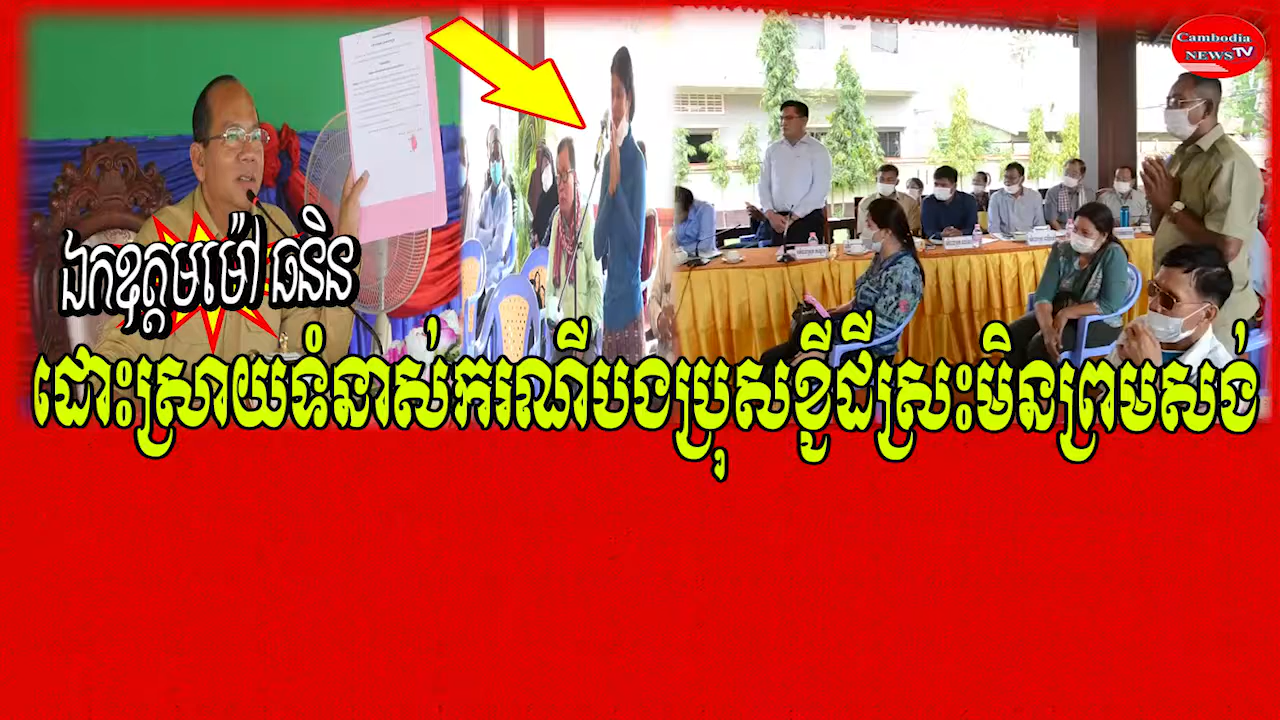 Cambodia
NEWSTV
ឯកឧត្តមម៉ៅ ធនិន
ដោះស្រាយទំនាស់ករណីបងប្រុសខ្ចីដីស្រះមិនព្រមសង់